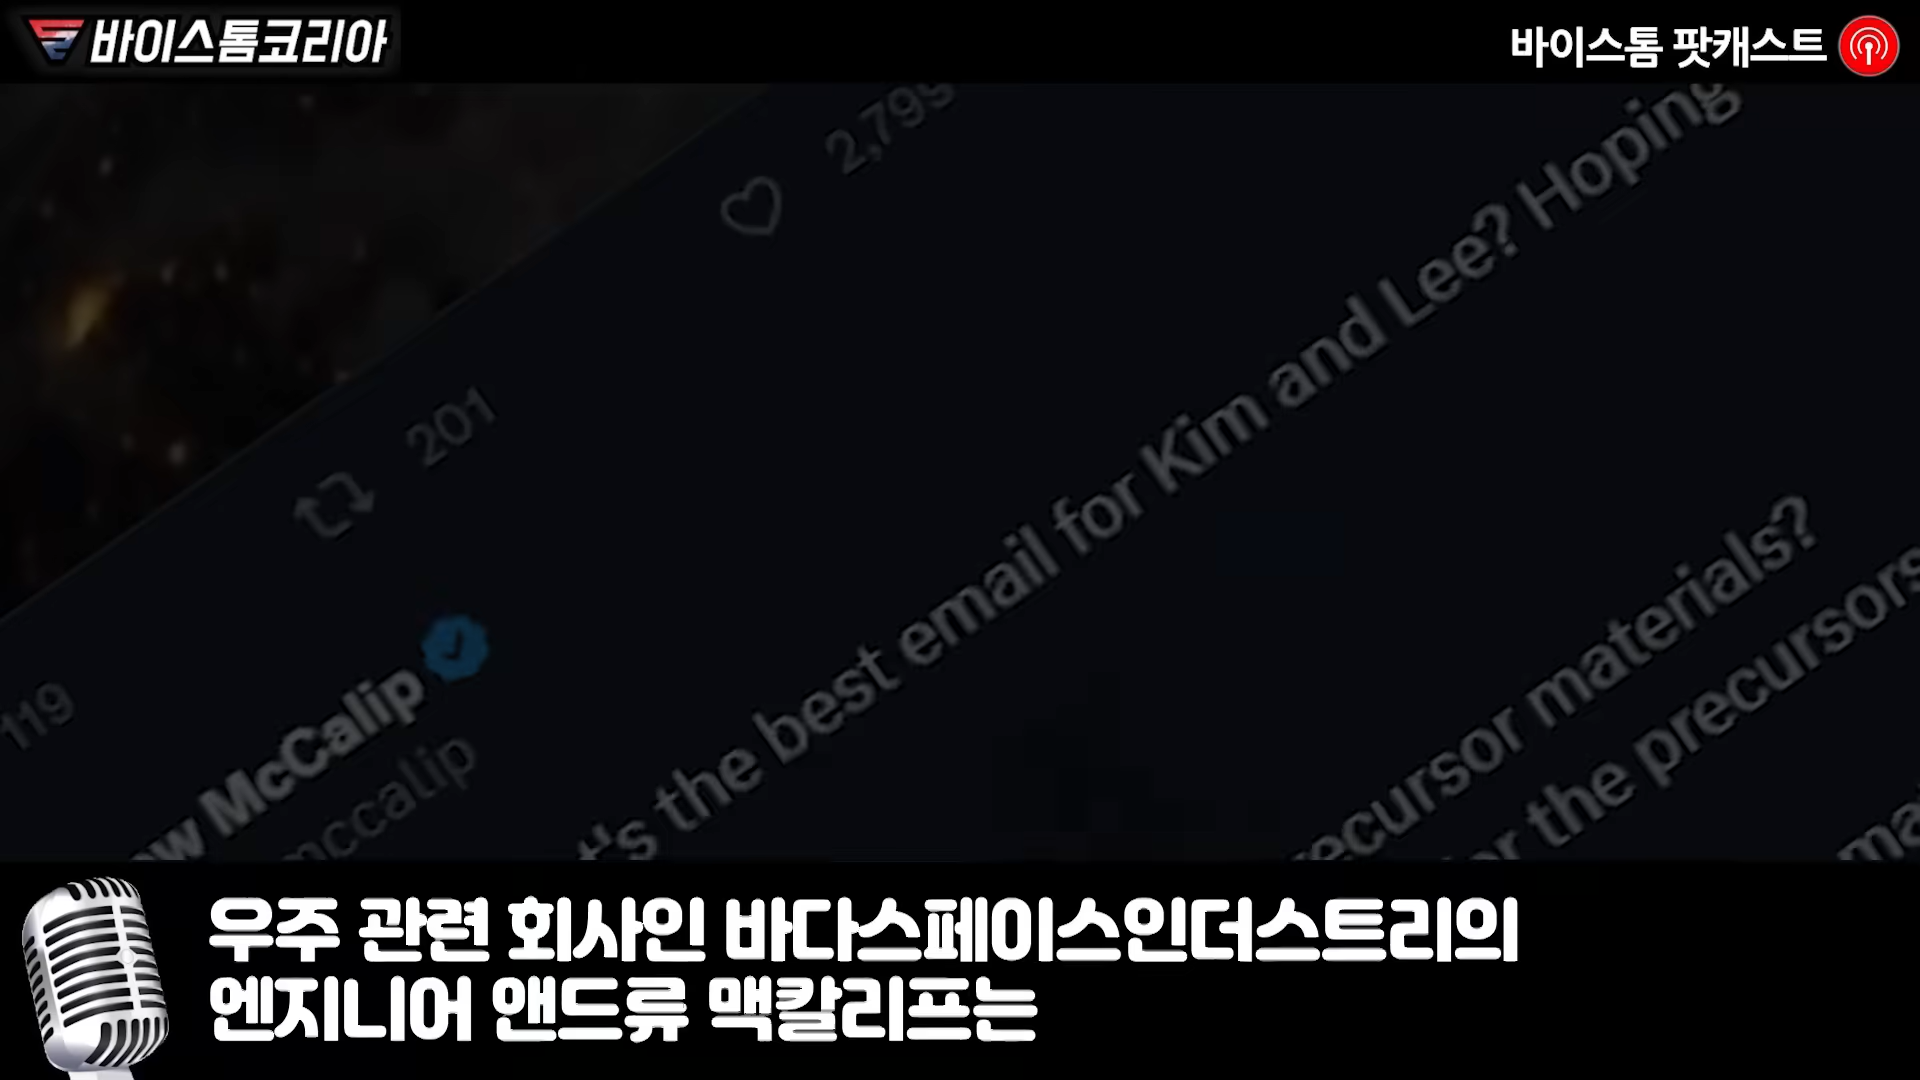 바이스톰코리아
바이스톰 팟캐스트
2,799
201
119
McCalip
mccalip
the best email for Kim and Lee? Hoping
precursor materials?
the precursors
우주 관련 회사인 바다스페이스인더스트리의
엔지니어 앤드류 맥칼리프는